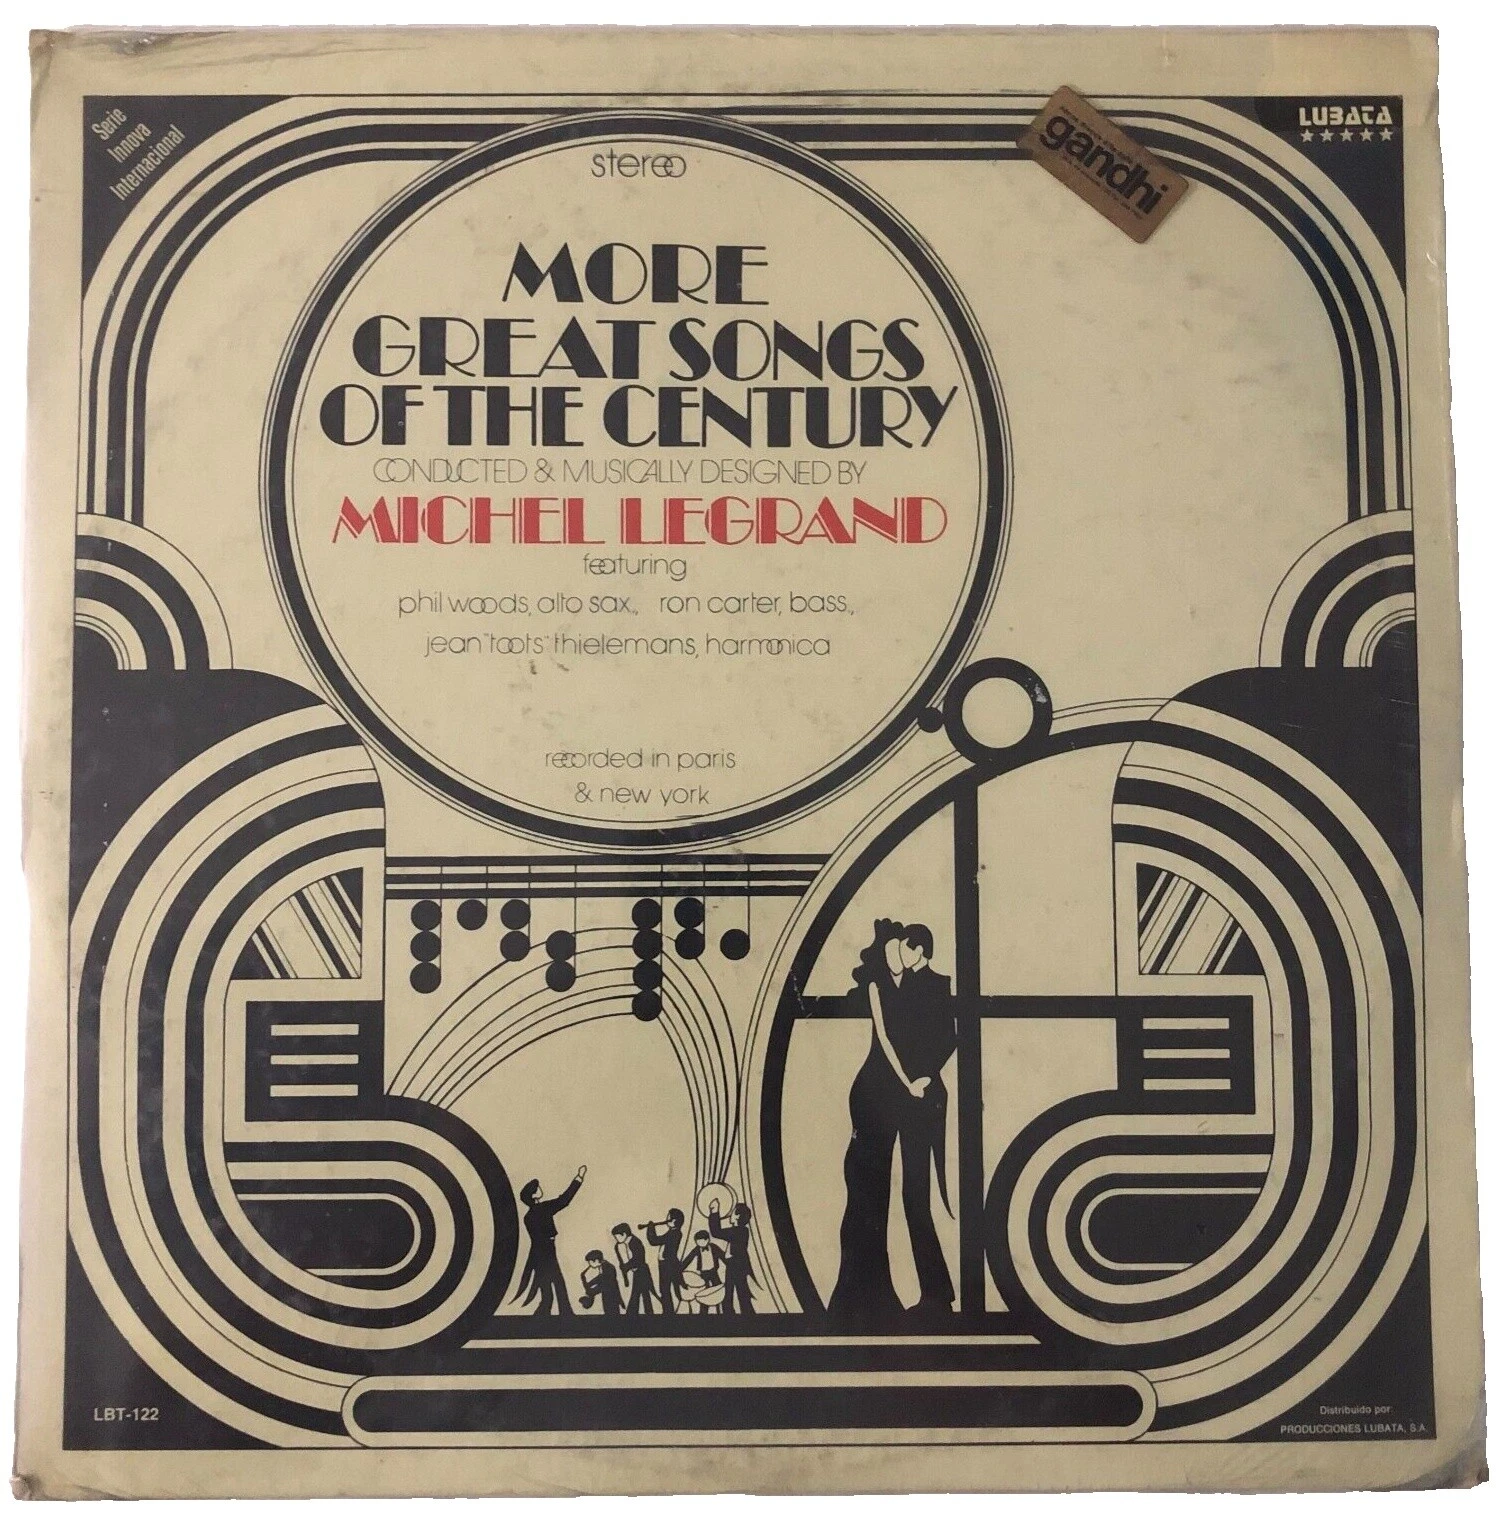 Serie
Innova
Internacional
LUBATA
gandhi
stereo
MORE
GREAT SONGS
OF THE CENTURY
CONDUCTED & MUSICALLY DESIGNED BY
MICHEL LEGRAND
featuring
phil woods, alto sax., ron carter, bass.,
jean "toots" thielemans, harmonica
recorded in paris
& new york
LBT-122
Distribuido por:
PRODUCCIONES LUBATA, S.A.